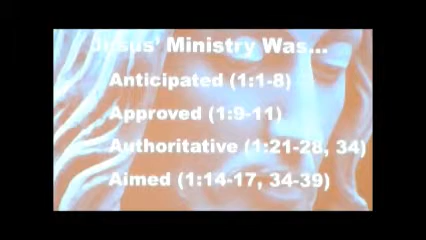 Jesus' Ministry Was...
Anticipated (1:1-8)
Approved (1:9-11)
Authoritative (1:21-28, 34)
Aimed (1:14-17, 34-39)